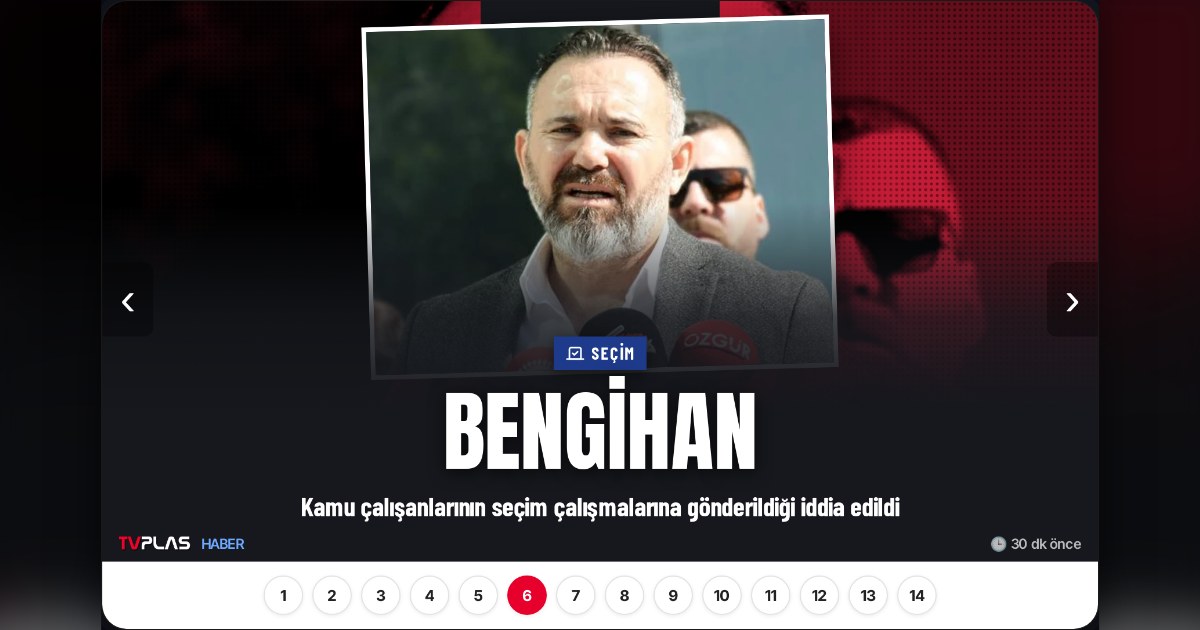 ÖZGÜR
SEÇİM
BENGİHAN
Kamu çalışanlarının seçim çalışmalarına gönderildiği iddia edildi
TVPLAS HABER
30 dk önce
1 2 3 4 5 6 7 8 9 10 11 12 13 14